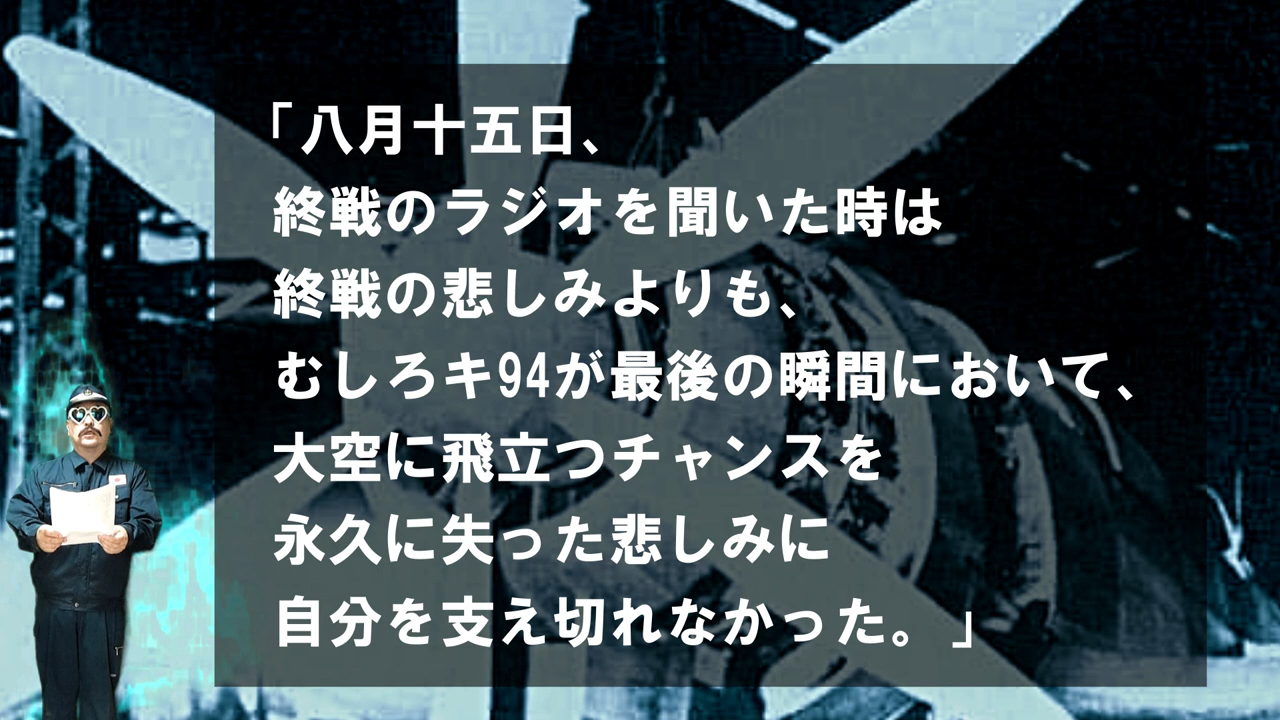 「八月十五日、
終戦のラジオを聞いた時は
終戦の悲しみよりも、
むしろキ94が最後の瞬間において、
大空に飛立つチャンスを
永久に失った悲しみに
自分を支え切れなかった。」